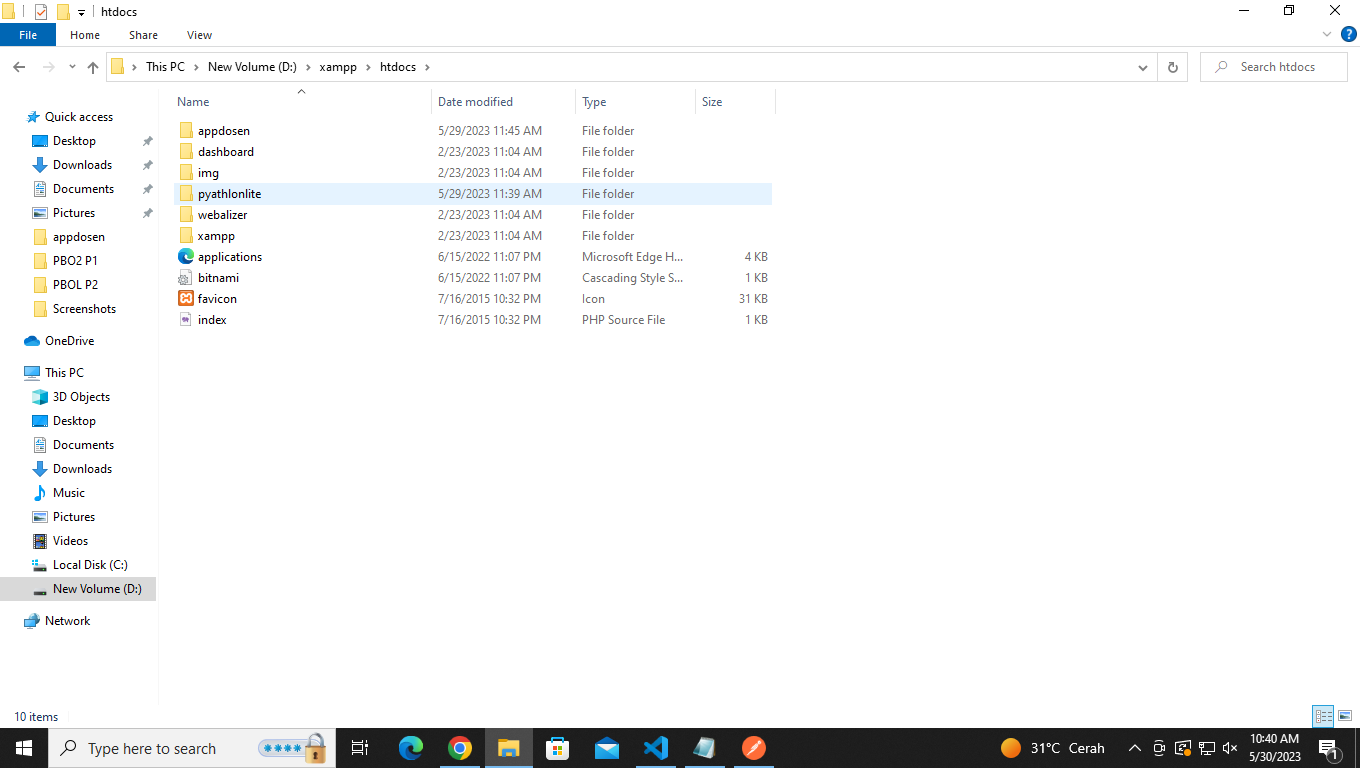 htdocs
File Home Share View
This PC New Volume (D:) xampp htdocs Search htdocs
Name Date modified Type Size
Quick access
Desktop
Downloads
Documents
Pictures
appdosen
PBO2 P1
PBOL P2
Screenshots
OneDrive
This PC
3D Objects
Desktop
Documents
Downloads
Music
Pictures
Videos
Local Disk (C:)
New Volume (D:)
Network
appdosen 5/29/2023 11:45 AM File folder
dashboard 2/23/2023 11:04 AM File folder
img 2/23/2023 11:04 AM File folder
pyathlonlite 5/29/2023 11:39 AM File folder
webalizer 2/23/2023 11:04 AM File folder
xampp 2/23/2023 11:04 AM File folder
applications 6/15/2022 11:07 PM Microsoft Edge H... 4 KB
bitnami 6/15/2022 11:07 PM Cascading Style S... 1 KB
favicon 7/16/2015 10:32 PM Icon 31 KB
index 7/16/2015 10:32 PM PHP Source File 1 KB
10 items
Type here to search
31°C Cerah
10:40 AM
5/30/2023
1